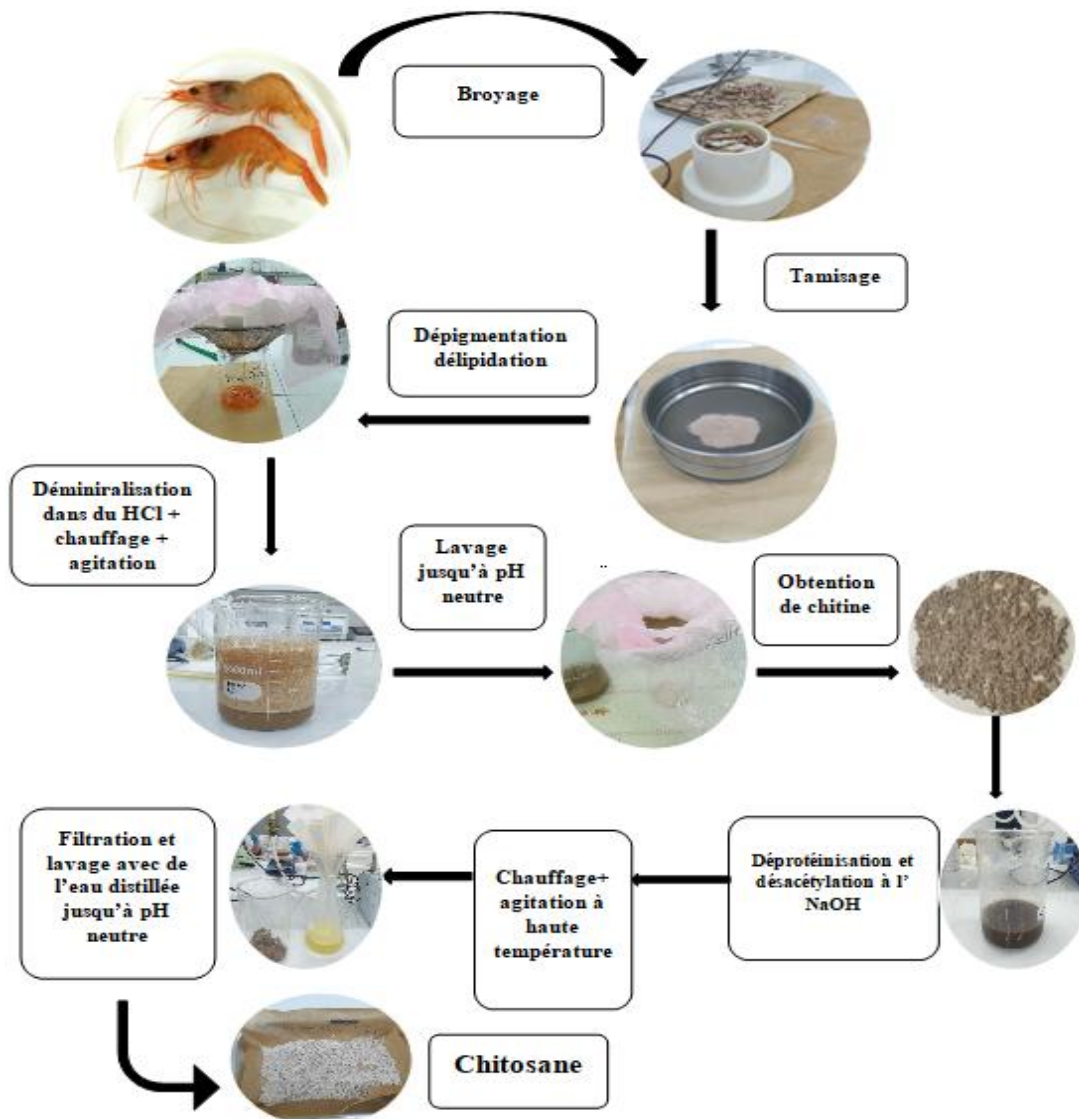 Broyage
Tamisage
Dépigmentation
délipidation
Déminiralisation
dans du HCl +
chauffage +
agitation
Lavage
jusqu’à pH
neutre
..
Obtention
de chitine
Déprotéinisation et
désacétylation à l’
NaOH
Chauffage+
agitation à
haute
température
Filtration et
lavage avec de
l’eau distillée
jusqu’à pH
neutre
Chitosane